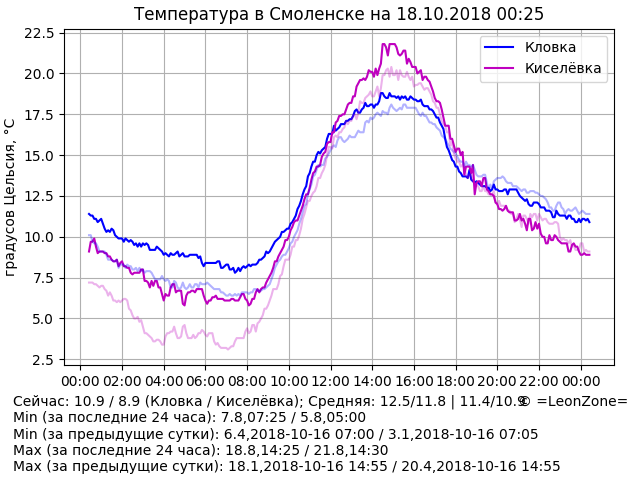 Температура в Смоленске на 18.10.2018 00:25
градусов Цельсия, °C
22.5
20.0
17.5
15.0
12.5
10.0
7.5
5.0
2.5
Кловка
Киселёвка
00:00 02:00 04:00 06:00 08:00 10:00 12:00 14:00 16:00 18:00 20:00 22:00 00:00
Сейчас: 10.9 / 8.9 (Кловка / Киселёвка); Средняя: 12.5/11.8 | 11.4/10.9 © =LeonZone=
Min (за последние 24 часа): 7.8,07:25 / 5.8,05:00
Min (за предыдущие сутки): 6.4,2018-10-16 07:00 / 3.1,2018-10-16 07:05
Max (за последние 24 часа): 18.8,14:25 / 21.8,14:30
Max (за предыдущие сутки): 18.1,2018-10-16 14:55 / 20.4,2018-10-16 14:55